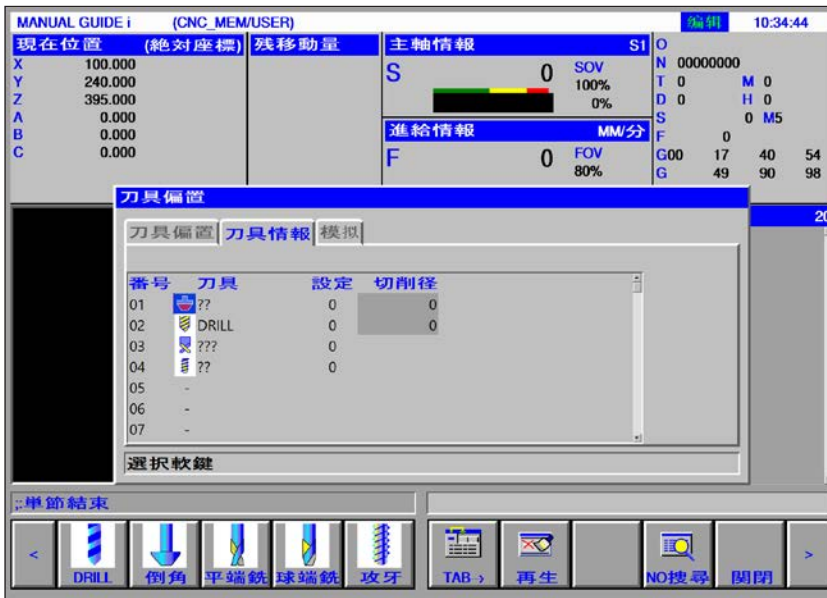 MANUAL GUIDE i (CNC_MEM/USER) 编辑 10:34:44
現在位置 (絶対座標) 残移動量 主軸情報 S1 O
X 100.000
Y 240.000
Z 395.000
A 0.000
B 0.000
C 0.000
S 0 SOV
100%
0%
進給情報 MM/分
F 0 FOV
80%
N 00000000
T 0 M 0
D 0 H 0
S 0 M5
F 0
G00 17 40 54
G 49 90 98
刀具偏置
刀具偏置 刀具情報 模拟
20
番号 刀具 設定 切削径
01 ?? 0 0
02 DRILL 0 0
03 ??? 0
04 ?? 0
05 -
06 -
07 -
選択軟鍵
;:単節結束
< DRILL 倒角 平端銑 球端銑 攻牙 TAB→ 再生 NO搜尋 関閉 >